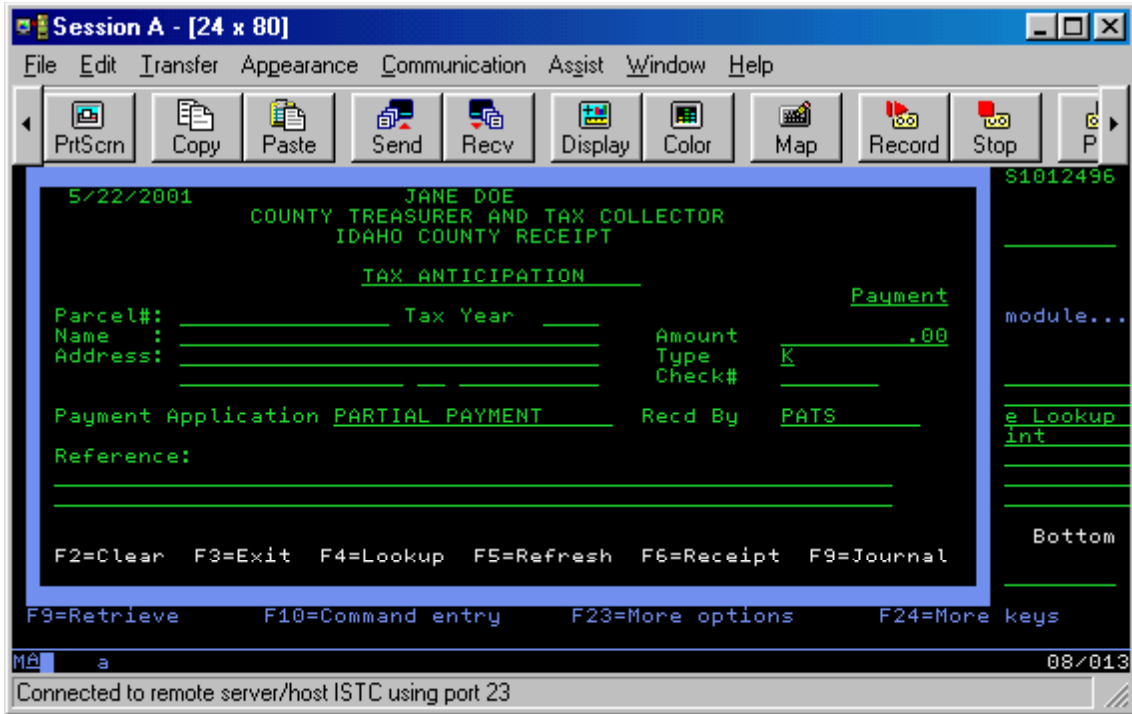 Session A - [24 x 80]
File Edit Transfer Appearance Communication Assist Window Help
PrtScrn Copy Paste Send Recv Display Color Map Record Stop P
S1012496
5/22/2001 JANE DOE
COUNTY TREASURER AND TAX COLLECTOR
IDAHO COUNTY RECEIPT
TAX ANTICIPATION
Payment
Parcel#: Tax Year module...
Name : Amount .00
Address: Type K
Check#
Payment Application PARTIAL PAYMENT Recd By PATS e Lookup
int
Reference:
Bottom
F2=Clear F3=Exit F4=Lookup F5=Refresh F6=Receipt F9=Journal
F9=Retrieve F10=Command entry F23=More options F24=More keys
MA a 08/013
Connected to remote server/host ISTC using port 23